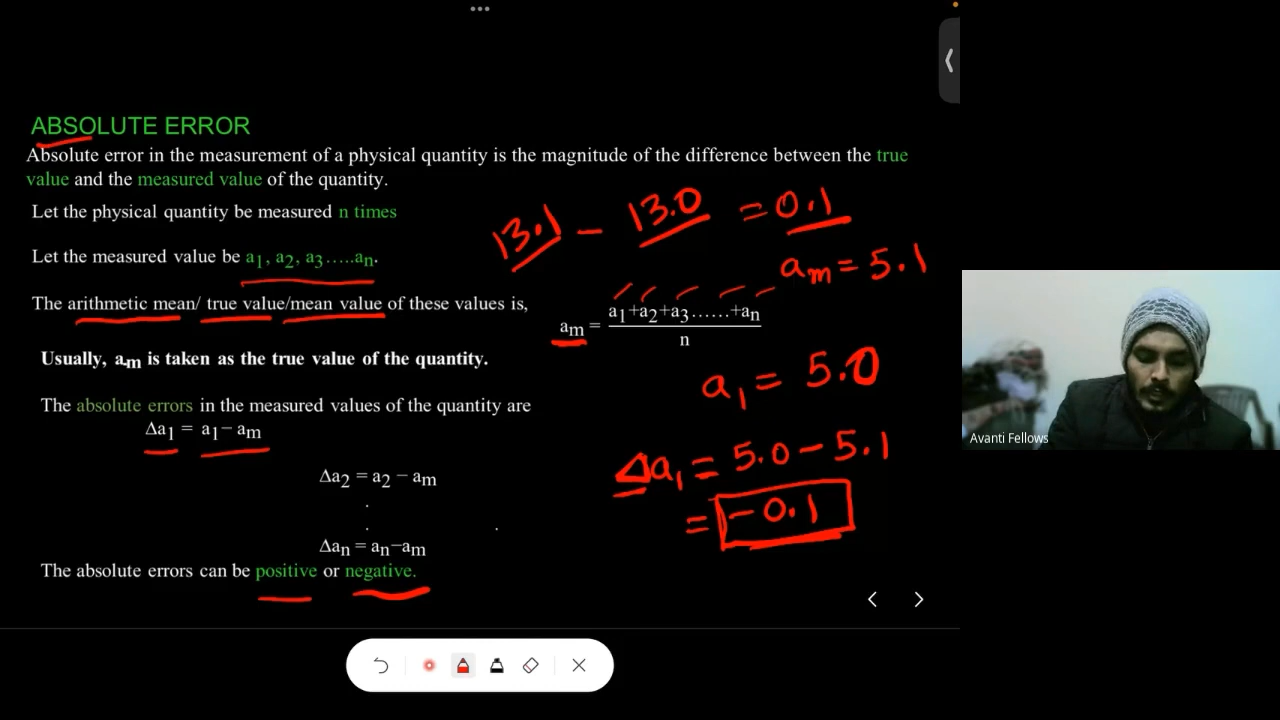 ABSOLUTE ERROR
Absolute error in the measurement of a physical quantity is the magnitude of the difference between the true
value and the measured value of the quantity.
Let the physical quantity be measured n times
13.1 - 13.0 = 0.1
Let the measured value be a1, a2, a3.....an.
am = 5.1
The arithmetic mean/ true value/mean value of these values is,
am = a1+a2+a3......+an
n
Usually, am is taken as the true value of the quantity.
a1 = 5.0
The absolute errors in the measured values of the quantity are
Δa1 = a1− am
Δa1 = 5.0 - 5.1
Δa2 = a2 − am
.
= -0.1
. .
Δan = an−am
The absolute errors can be positive or negative.
Avanti Fellows